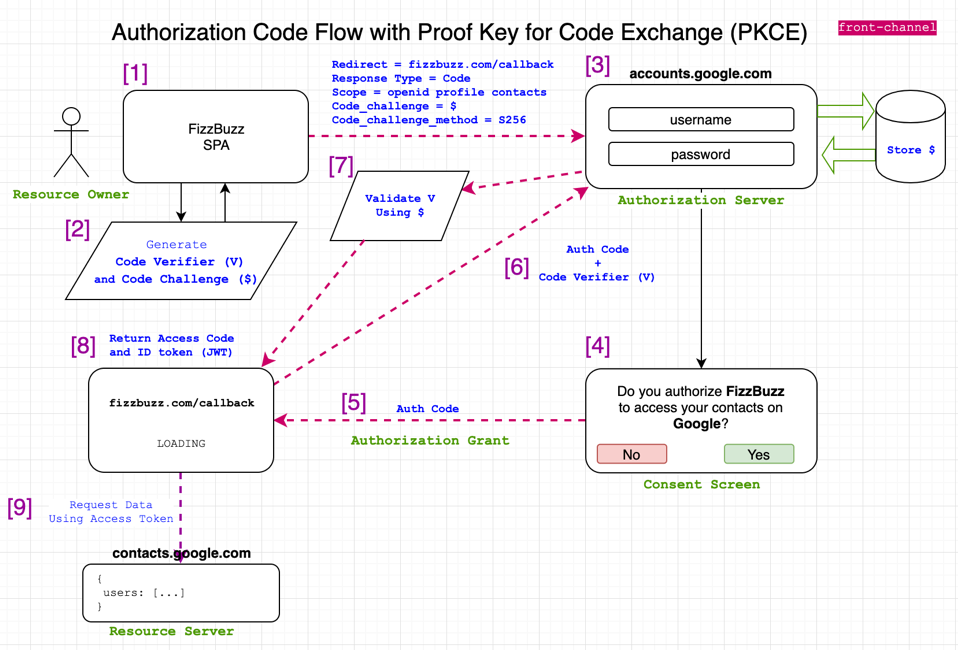 Authorization Code Flow with Proof Key for Code Exchange (PKCE)
front-channel
[1]
FizzBuzz
SPA
Resource Owner
Redirect = fizzbuzz.com/callback
Response Type = Code
Scope = openid profile contacts
Code_challenge = $
Code_challenge_method = S256
[3]
accounts.google.com
username
password
Authorization Server
Store $
[2]
Generate
Code Verifier (V)
and Code Challenge ($)
[7]
Validate V
Using $
[6]
Auth Code
+
Code Verifier (V)
[8]
Return Access Code
and ID token (JWT)
fizzbuzz.com/callback
LOADING
[5]
Auth Code
Authorization Grant
[4]
Do you authorize FizzBuzz
to access your contacts on
Google?
No
Yes
Consent Screen
[9]
Request Data
Using Access Token
contacts.google.com
{
users: [...]
}
Resource Server